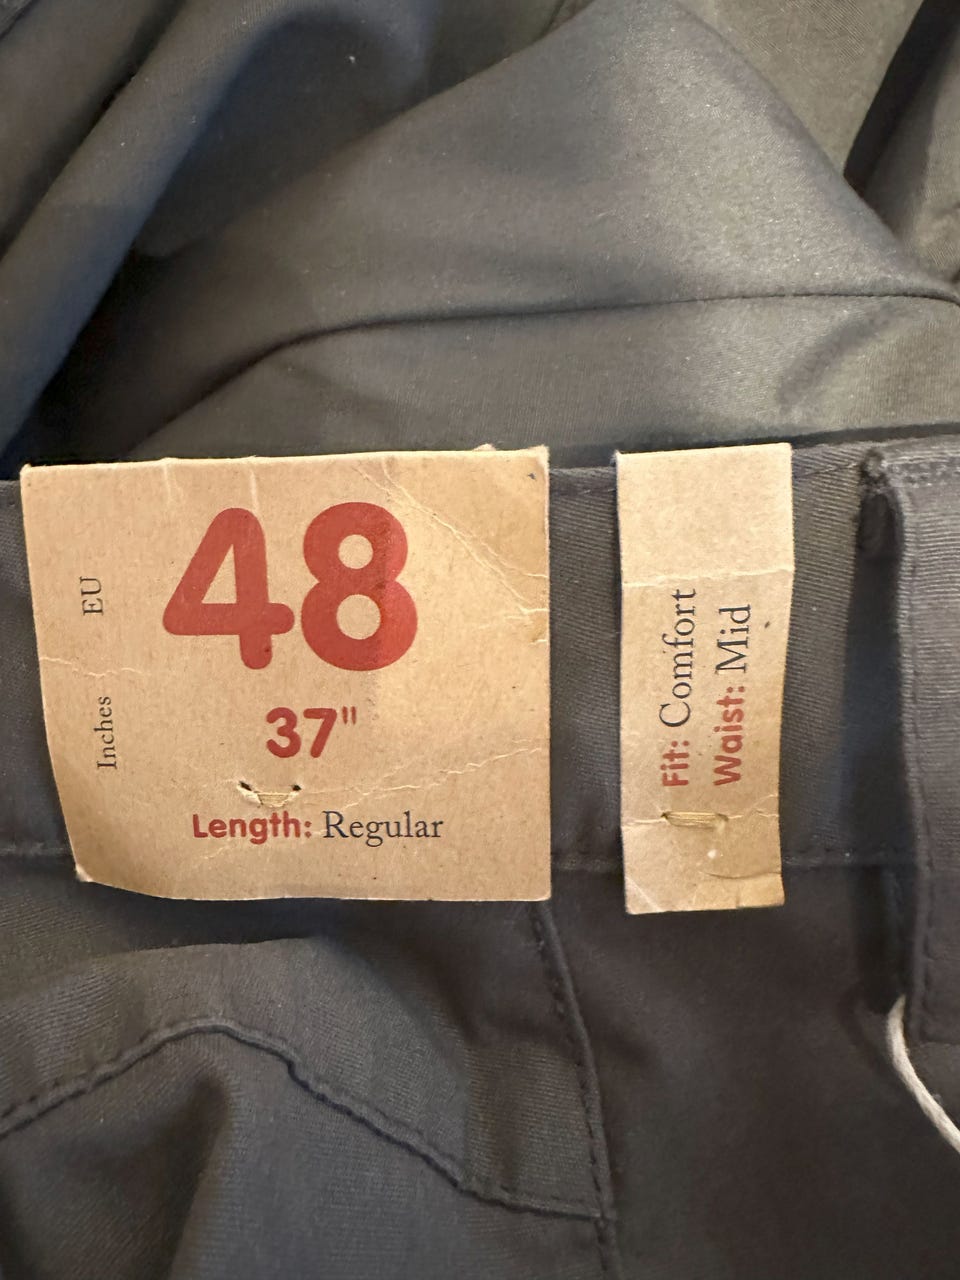 EU
48
Inches
37"
Length: Regular
Fit: Comfort
Waist: Mid